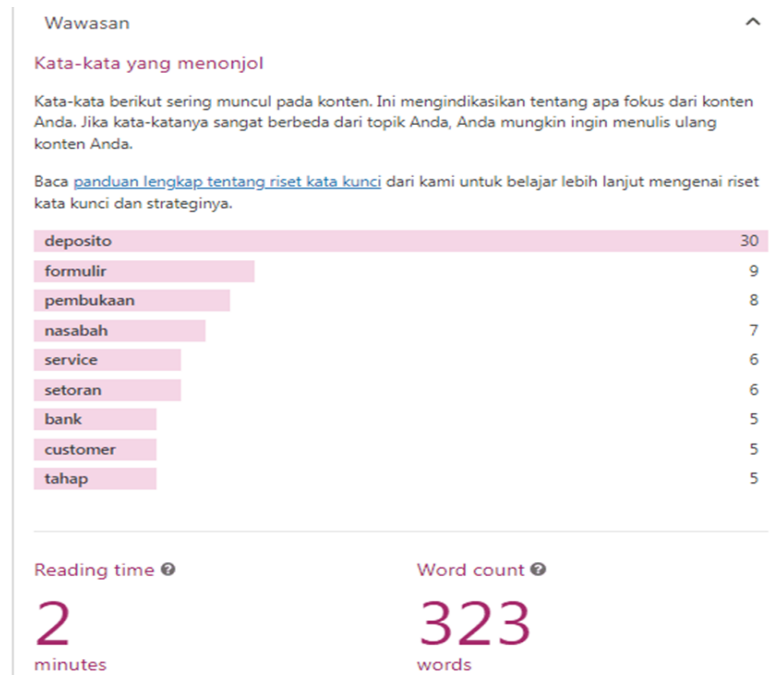 Wawasan
Kata-kata yang menonjol
Kata-kata berikut sering muncul pada konten. Ini mengindikasikan tentang apa fokus dari konten
Anda. Jika kata-katanya sangat berbeda dari topik Anda, Anda mungkin ingin menulis ulang
konten Anda.
Baca panduan lengkap tentang riset kata kunci dari kami untuk belajar lebih lanjut mengenai riset
kata kunci dan strateginya.
deposito 30
formulir 9
pembukaan 8
nasabah 7
service 6
setoran 6
bank 5
customer 5
tahap 5
Reading time ? Word count ?
2 323
minutes words